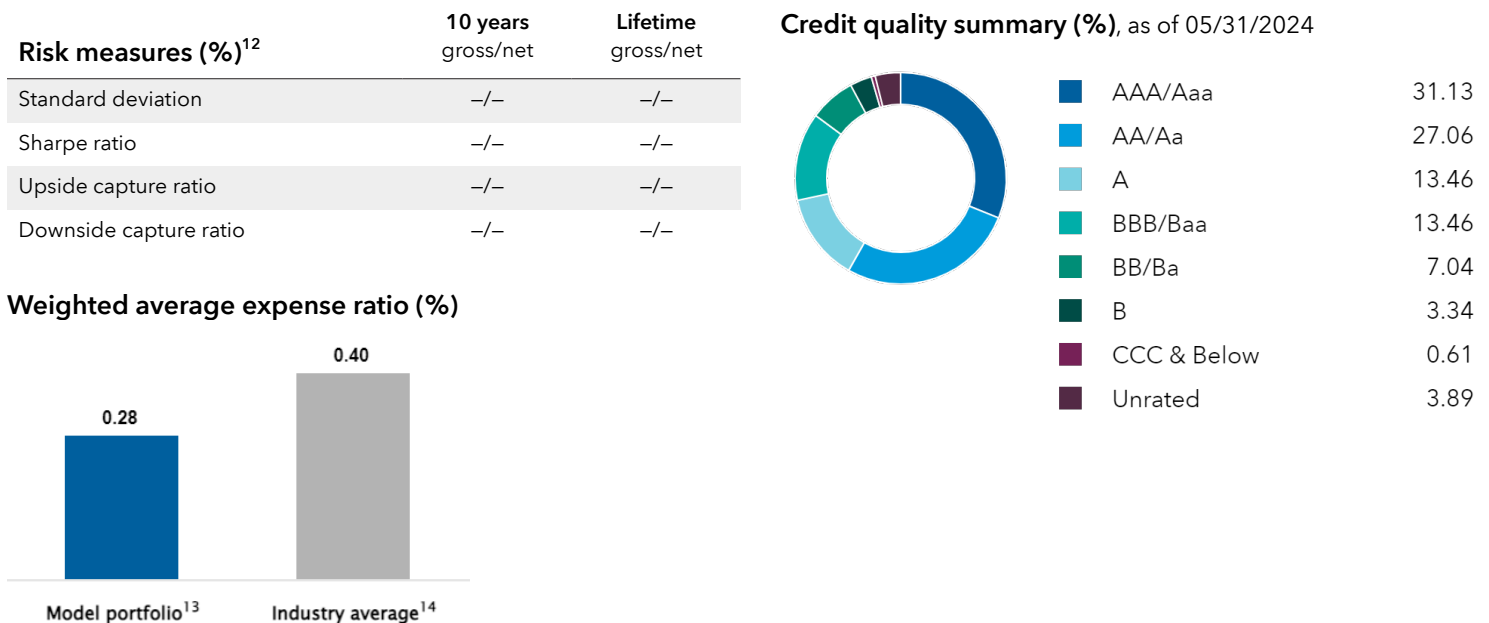 Risk measures (%)12
10 years gross/net
Lifetime gross/net
Standard deviation –/– –/–
Sharpe ratio –/– –/–
Upside capture ratio –/– –/–
Downside capture ratio –/– –/–
Weighted average expense ratio (%)
0.28
0.40
Model portfolio13
Industry average14
Credit quality summary (%), as of 05/31/2024
AAA/Aaa 31.13
AA/Aa 27.06
A 13.46
BBB/Baa 13.46
BB/Ba 7.04
B 3.34
CCC & Below 0.61
Unrated 3.89